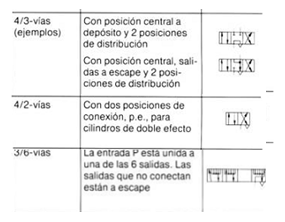 4/3-vías
(ejemplos)
Con posición central a
depósito y 2 posiciones
de distribución
Con posición central, sali-
das a escape y 2 posi-
ciones de distribución
4/2-vías
Con dos posiciones de
conexión, p.e., para
cilindros de doble efecto
3/6-vías
La entrada P está unida a
una de las 6 salidas. Las
salidas que no conectan
están a escape